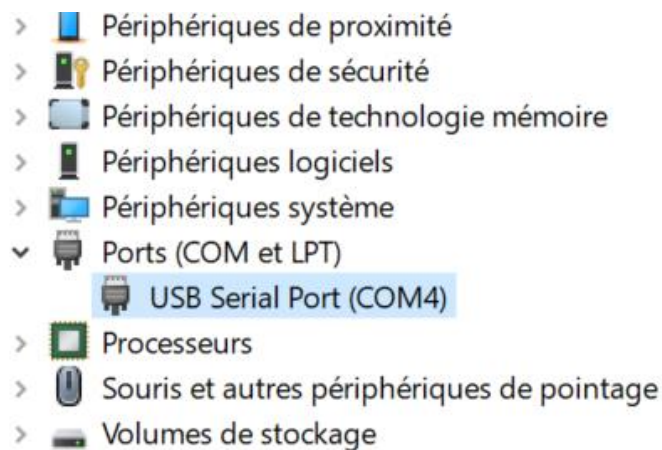 Périphériques de proximité
Périphériques de sécurité
Périphériques de technologie mémoire
Périphériques logiciels
Périphériques système
Ports (COM et LPT)
USB Serial Port (COM4)
Processeurs
Souris et autres périphériques de pointage
Volumes de stockage